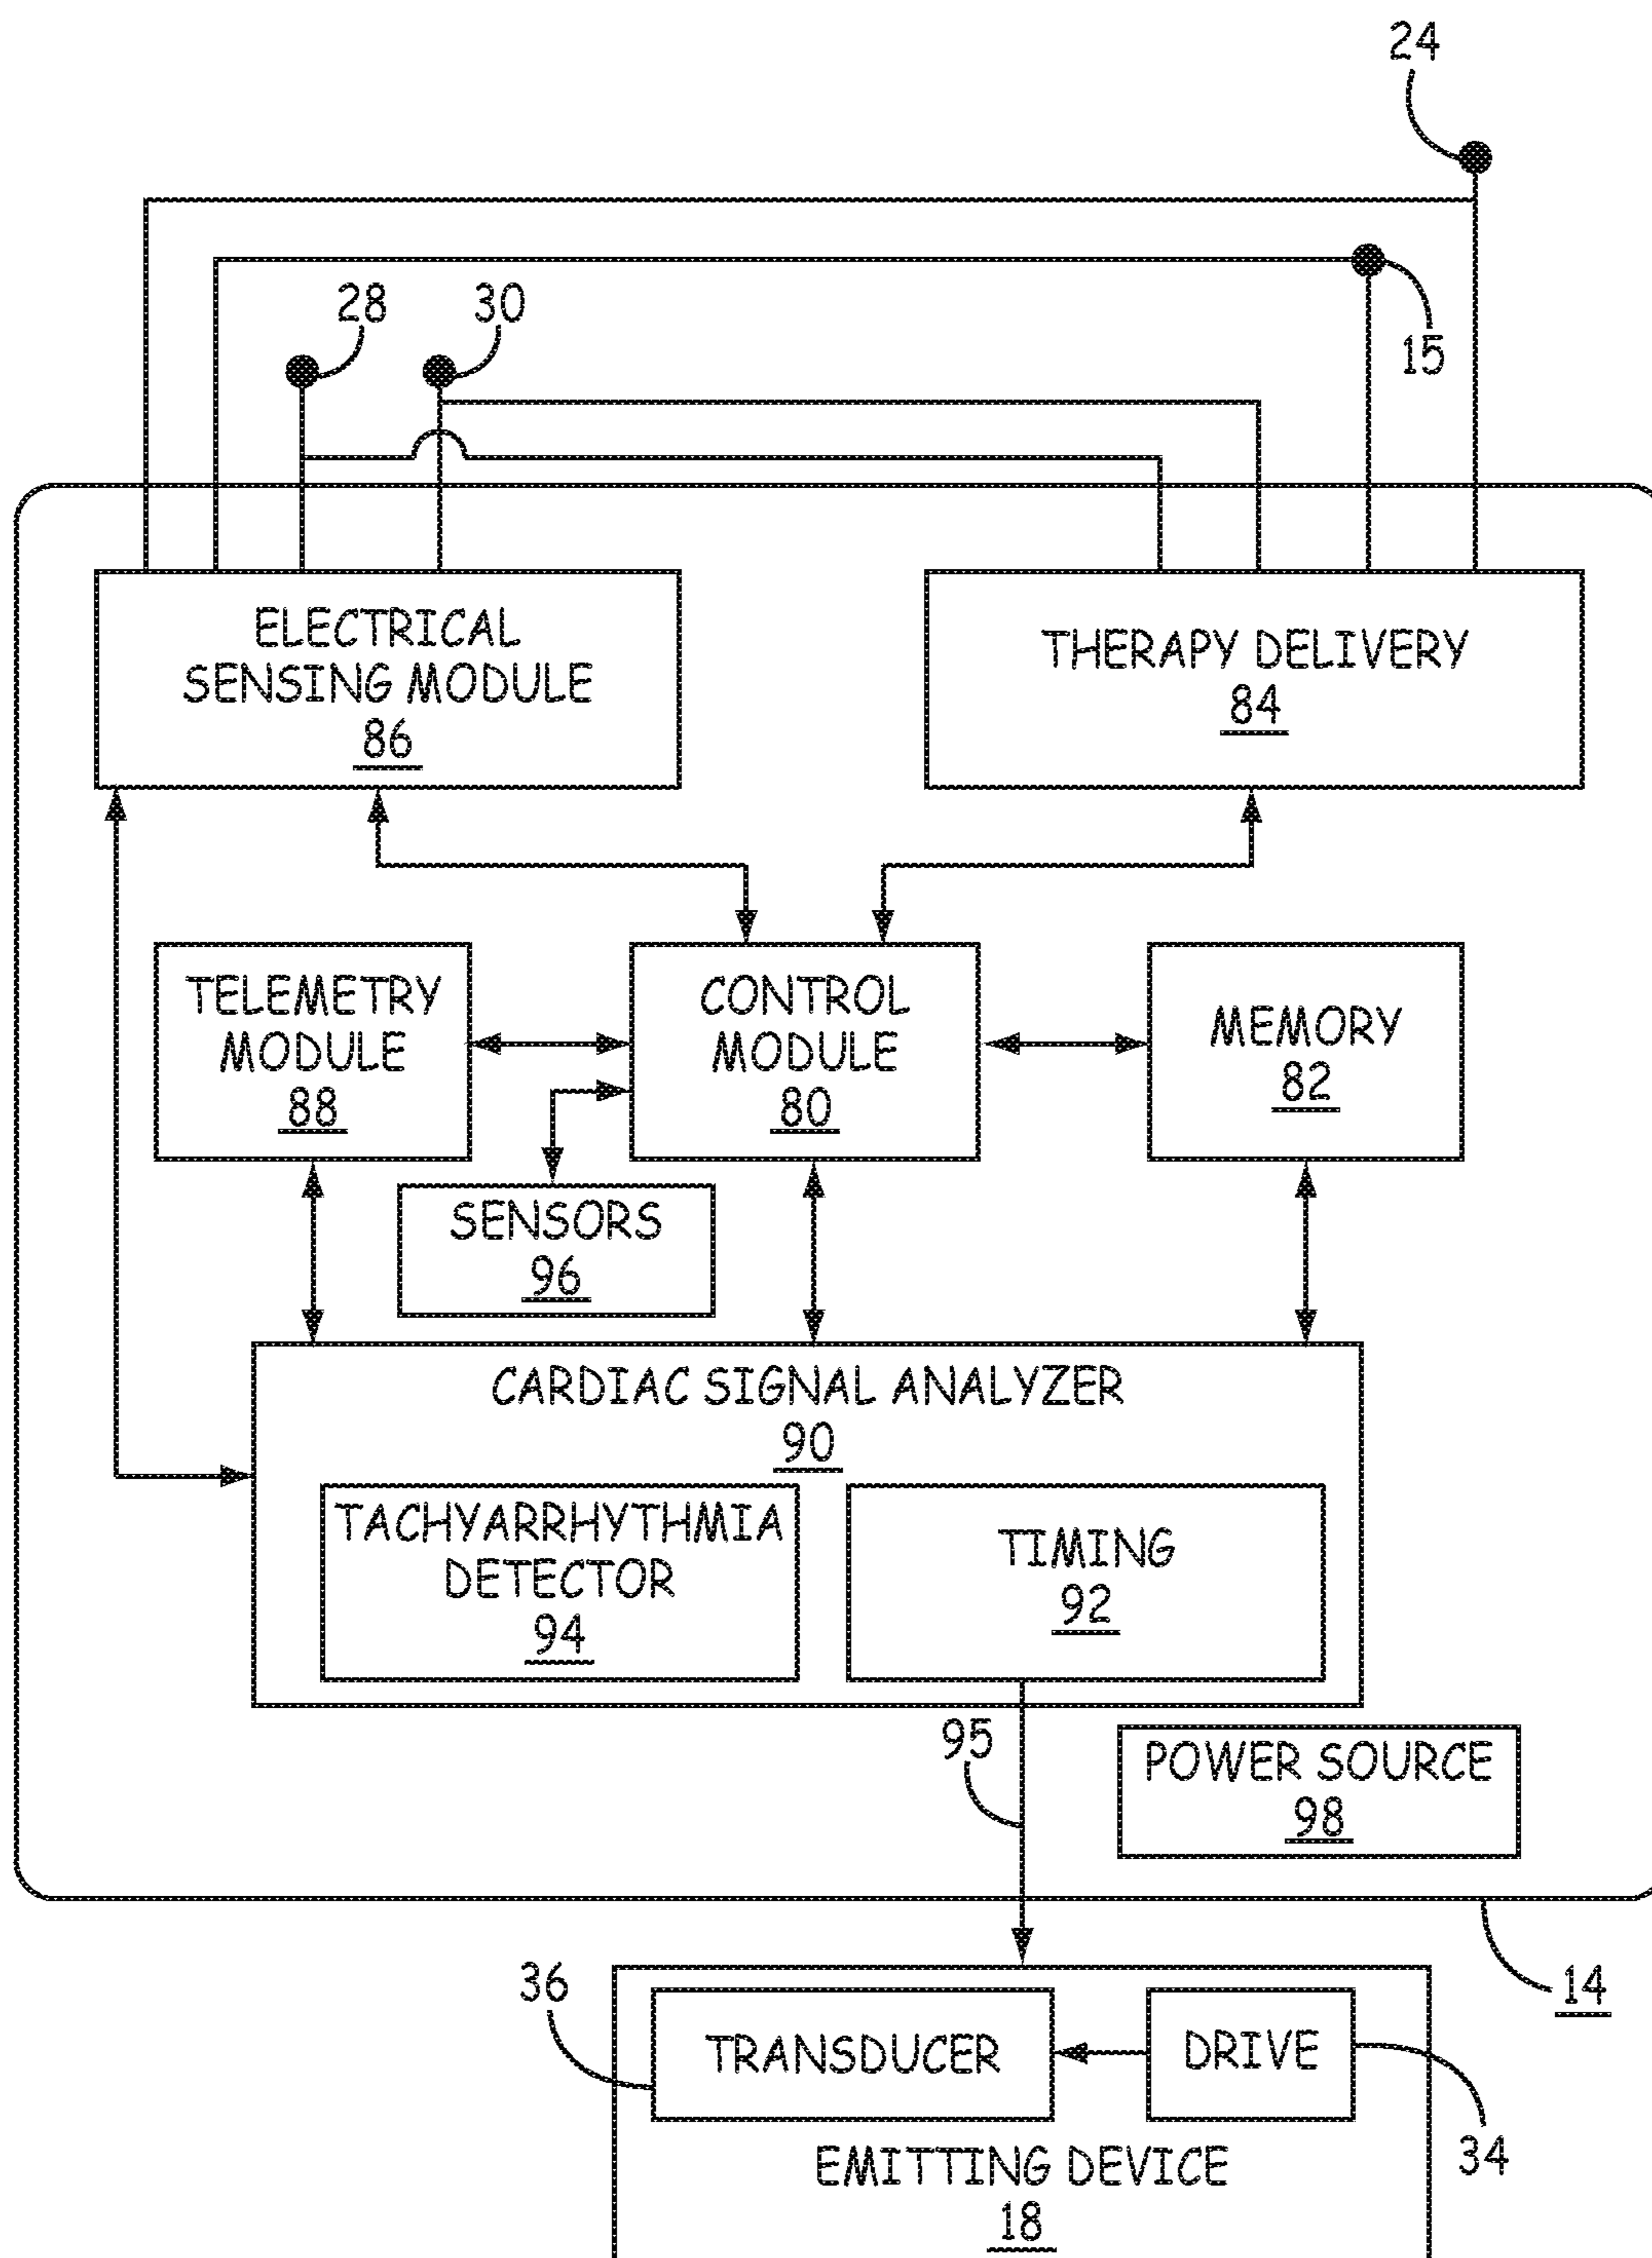 24
28
30
15
ELECTRICAL
SENSING MODULE
86
THERAPY DELIVERY
84
TELEMETRY
MODULE
88
CONTROL
MODULE
80
MEMORY
82
SENSORS
96
CARDIAC SIGNAL ANALYZER
90
TACHYARRHYTHMIA
DETECTOR
94
TIMING
92
95
POWER SOURCE
98
14
36
TRANSDUCER
DRIVE
34
EMITTING DEVICE
18